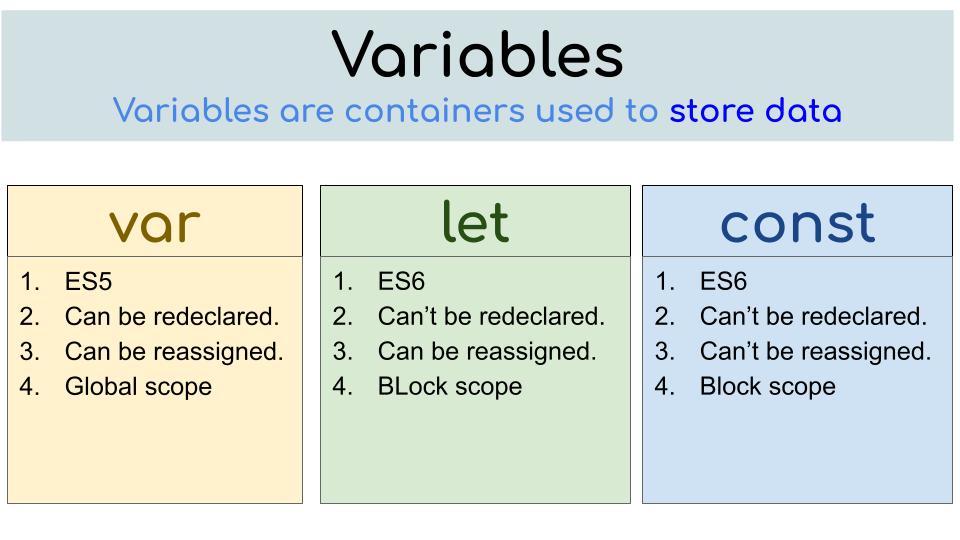 Variables
Variables are containers used to store data
var
1. ES5
2. Can be redeclared.
3. Can be reassigned.
4. Global scope
let
1. ES6
2. Can’t be redeclared.
3. Can be reassigned.
4. BLock scope
const
1. ES6
2. Can’t be redeclared.
3. Can’t be reassigned.
4. Block scope